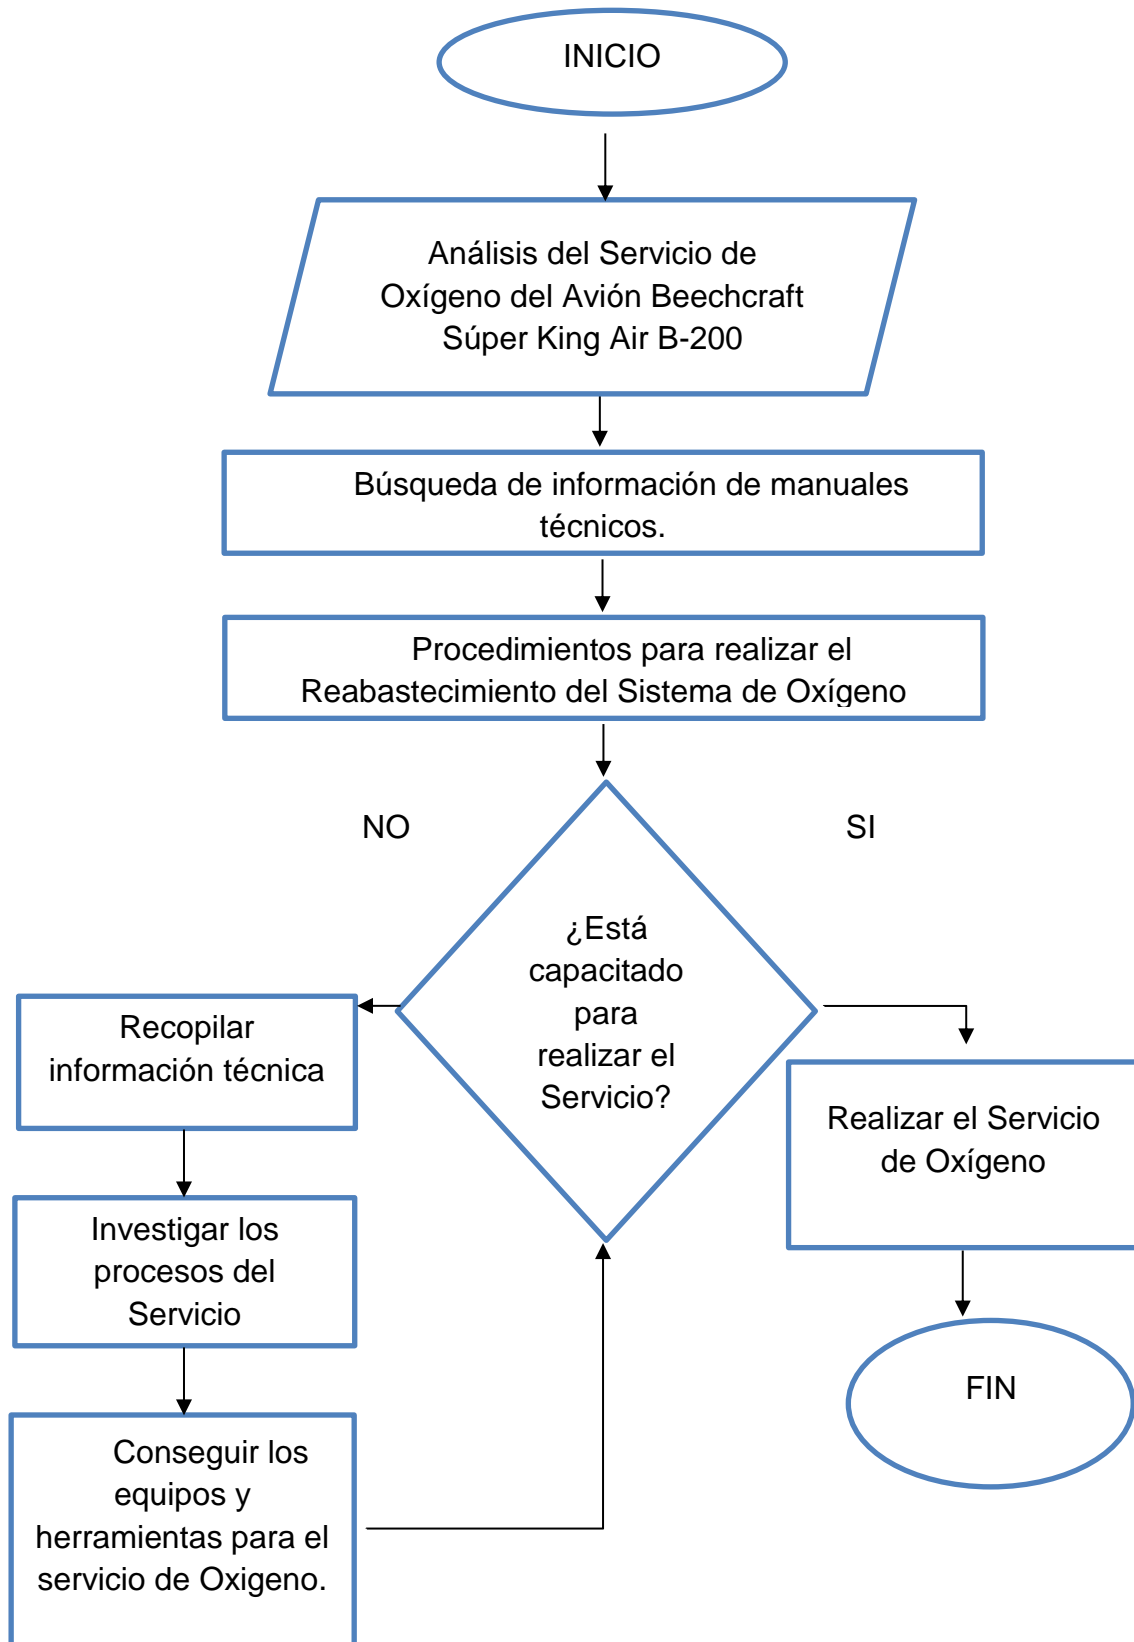 INICIO
Análisis del Servicio de
Oxígeno del Avión Beechcraft
Súper King Air B-200
Búsqueda de información de manuales
técnicos.
Procedimientos para realizar el
Reabastecimiento del Sistema de Oxígeno
NO
SI
¿Está
capacitado
para
realizar el
Servicio?
Recopilar
información técnica
Realizar el Servicio
de Oxígeno
Investigar los
procesos del
Servicio
FIN
Conseguir los
equipos y
herramientas para el
servicio de Oxigeno.